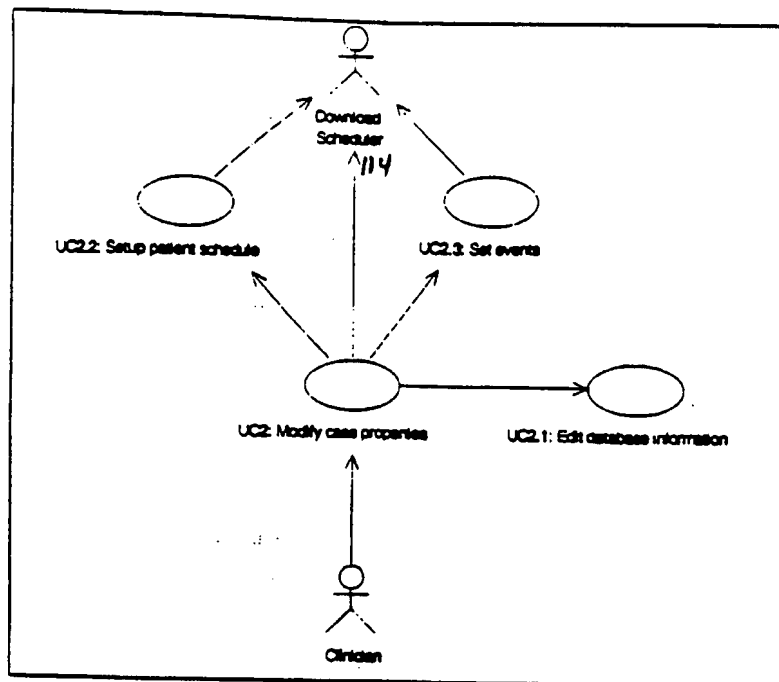 Download
Scheduler
114
UC2.2: Setup patient schedule
UC2.3: Set events
UC2: Modify case properties
UC2.1: Edit database information
Clinician